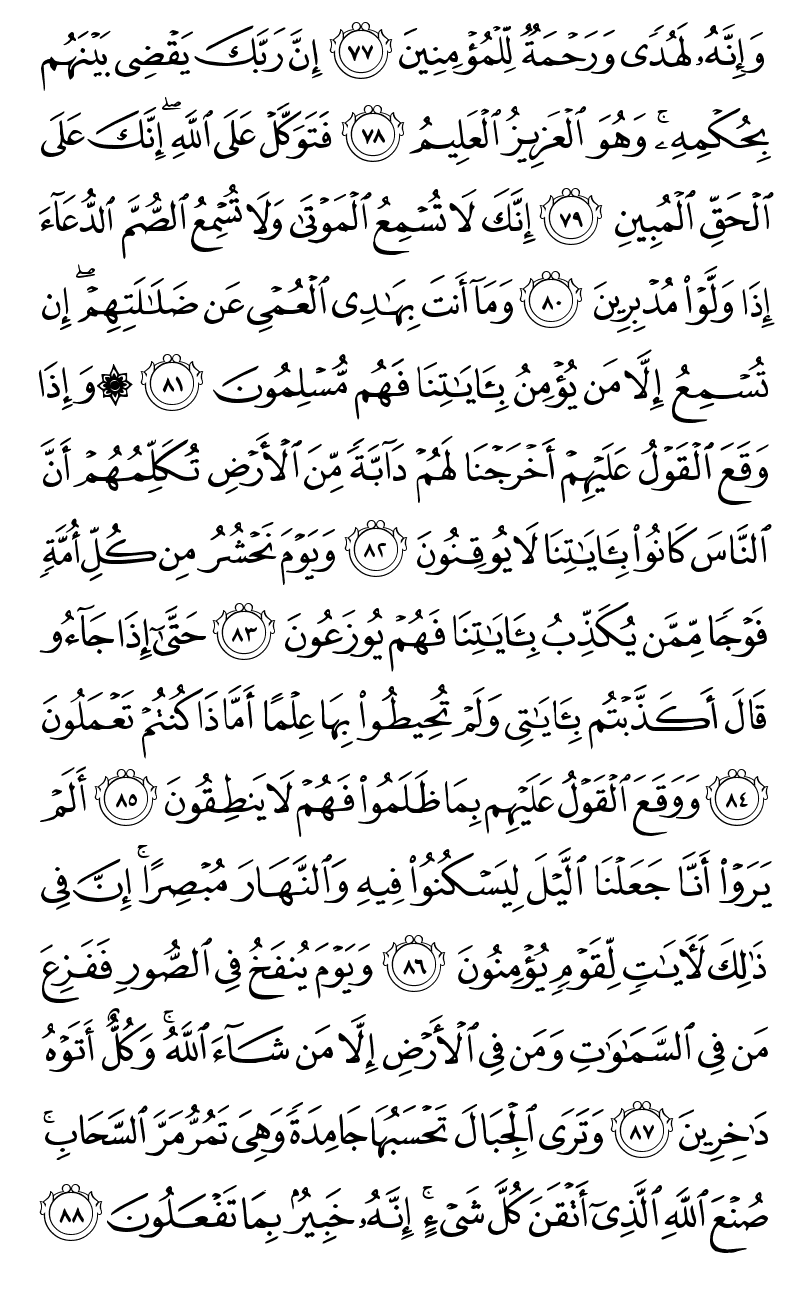 وَإِنَّهُۥ لَهُدٗى وَرَحۡمَةٞ لِّلۡمُؤۡمِنِينَ ٧٧ إِنَّ رَبَّكَ يَقۡضِي بَيۡنَهُم
بِحُكۡمِهِۦۚ وَهُوَ ٱلۡعَزِيزُ ٱلۡعَلِيمُ ٧٨ فَتَوَكَّلۡ عَلَى ٱللَّهِۖ إِنَّكَ عَلَى
ٱلۡحَقِّ ٱلۡمُبِينِ ٧٩ إِنَّكَ لَا تُسۡمِعُ ٱلۡمَوۡتَىٰ وَلَا تُسۡمِعُ ٱلصُّمَّ ٱلدُّعَآءَ
إِذَا وَلَّوۡاْ مُدۡبِرِينَ ٨٠ وَمَآ أَنتَ بِهَٰدِي ٱلۡعُمۡيِ عَن ضَلَٰلَتِهِمۡۖ إِن
تُسۡمِعُ إِلَّا مَن يُؤۡمِنُ بِـَٔايَٰتِنَا فَهُم مُّسۡلِمُونَ ٨١ ۞وَإِذَا
وَقَعَ ٱلۡقَوۡلُ عَلَيۡهِمۡ أَخۡرَجۡنَا لَهُمۡ دَآبَّةٗ مِّنَ ٱلۡأَرۡضِ تُكَلِّمُهُمۡ أَنَّ
ٱلنَّاسَ كَانُواْ بِـَٔايَٰتِنَا لَا يُوقِنُونَ ٨٢ وَيَوۡمَ نَحۡشُرُ مِن كُلِّ أُمَّةٖ
فَوۡجٗا مِّمَّن يُكَذِّبُ بِـَٔايَٰتِنَا فَهُمۡ يُوزَعُونَ ٨٣ حَتَّىٰٓ إِذَا جَآءُو
قَالَ أَكَذَّبۡتُم بِـَٔايَٰتِي وَلَمۡ تُحِيطُواْ بِهَا عِلۡمًا أَمَّاذَا كُنتُمۡ تَعۡمَلُونَ
٨٤ وَوَقَعَ ٱلۡقَوۡلُ عَلَيۡهِم بِمَا ظَلَمُواْ فَهُمۡ لَا يَنطِقُونَ ٨٥ أَلَمۡ
يَرَوۡاْ أَنَّا جَعَلۡنَا ٱلَّيۡلَ لِيَسۡكُنُواْ فِيهِ وَٱلنَّهَارَ مُبۡصِرًاۚ إِنَّ فِي
ذَٰلِكَ لَأٓيَٰتٖ لِّقَوۡمٖ يُؤۡمِنُونَ ٨٦ وَيَوۡمَ يُنفَخُ فِي ٱلصُّورِ فَفَزِعَ
مَن فِي ٱلسَّمَٰوَٰتِ وَمَن فِي ٱلۡأَرۡضِ إِلَّا مَن شَآءَ ٱللَّهُۚ وَكُلٌّ أَتَوۡهُ
دَٰخِرِينَ ٨٧ وَتَرَى ٱلۡجِبَالَ تَحۡسَبُهَا جَامِدَةٗ وَهِيَ تَمُرُّ مَرَّ ٱلسَّحَابِۚ
صُنۡعَ ٱللَّهِ ٱلَّذِيٓ أَتۡقَنَ كُلَّ شَيۡءٍۚ إِنَّهُۥ خَبِيرُۢ بِمَا تَفۡعَلُونَ ٨٨